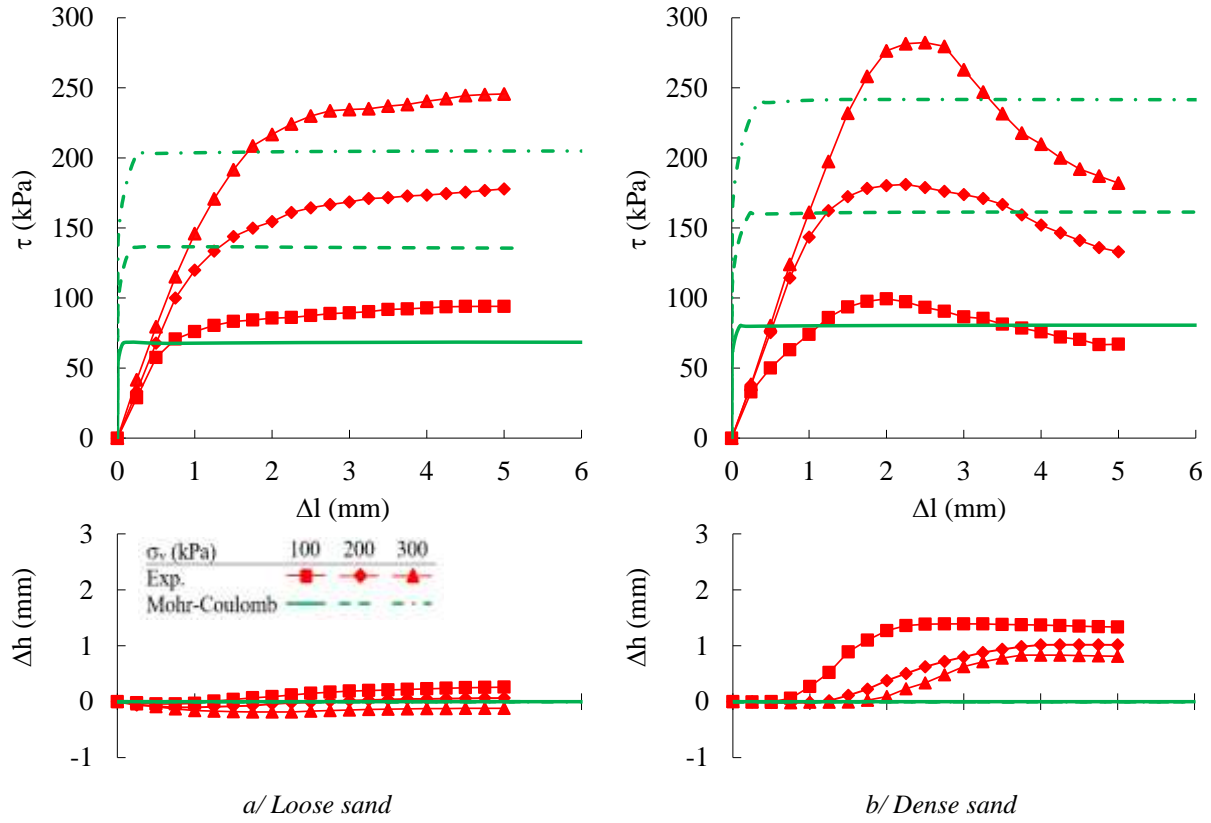 300
250
200
150
100
50
0
τ (kPa)
0 1 2 3 4 5 6
Δl (mm)
300
250
200
150
100
50
0
τ (kPa)
0 1 2 3 4 5 6
Δl (mm)
3
2
1
0
-1
Δh (mm)
σv (kPa) 100 200 300
Exp.
Mohr-Coulomb
3
2
1
0
-1
Δh (mm)
a/ Loose sand
b/ Dense sand